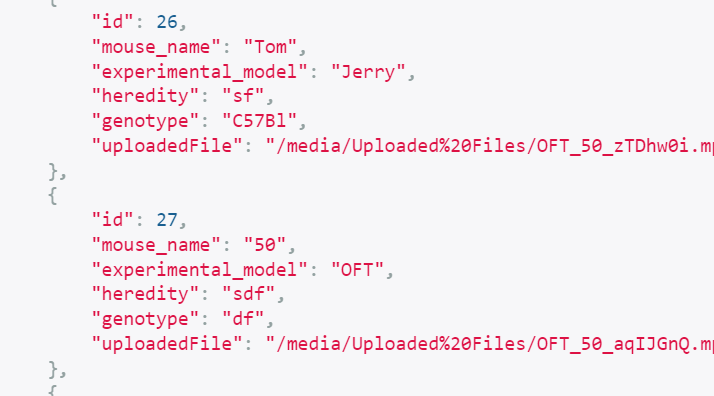 {
"id": 26,
"mouse_name": "Tom",
"experimental_model": "Jerry",
"heredity": "sf",
"genotype": "C57Bl",
"uploadedFile": "/media/Uploaded%20Files/OFT_50_zTDhw0i.mp
},
{
"id": 27,
"mouse_name": "50",
"experimental_model": "OFT",
"heredity": "sdf",
"genotype": "df",
"uploadedFile": "/media/Uploaded%20Files/OFT_50_aqIJGnQ.mp
},
{